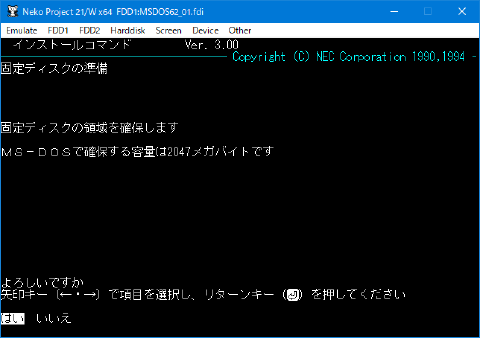 Neko Project 21/W x64 FDD1:MSDOS62_01.fdi
Emulate FDD1 FDD2 Harddisk Screen Device Other
インストールコマンド Ver. 3.00
Copyright (C) NEC Corporation 1990,1994
固定ディスクの準備
固定ディスクの領域を確保します
ＭＳ－ＤＯＳで確保する容量は2047メガバイトです
よろしいですか
矢印キー（←・→）で項目を選択し、リターンキー（⏎）を押してください
はい いいえ